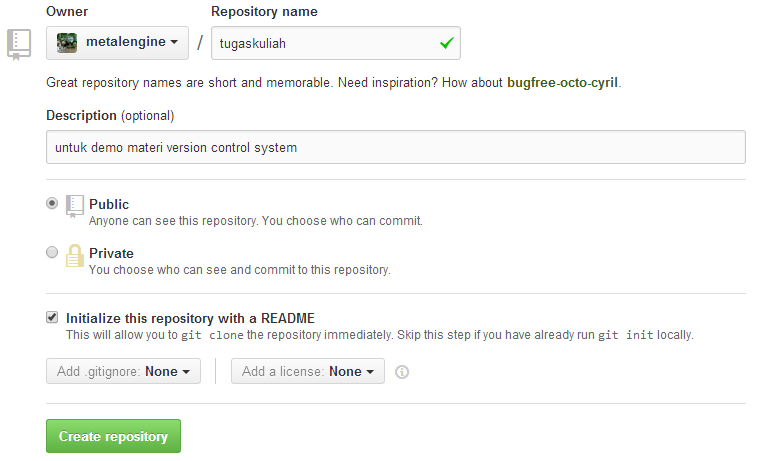 Owner Repository name
metalengine / tugaskuliah
Great repository names are short and memorable. Need inspiration? How about bugfree-octo-cyril.
Description (optional)
untuk demo materi version control system
Public
Anyone can see this repository. You choose who can commit.
Private
You choose who can see and commit to this repository.
Initialize this repository with a README
This will allow you to git clone the repository immediately. Skip this step if you have already run git init locally.
Add .gitignore: None Add a license: None
Create repository